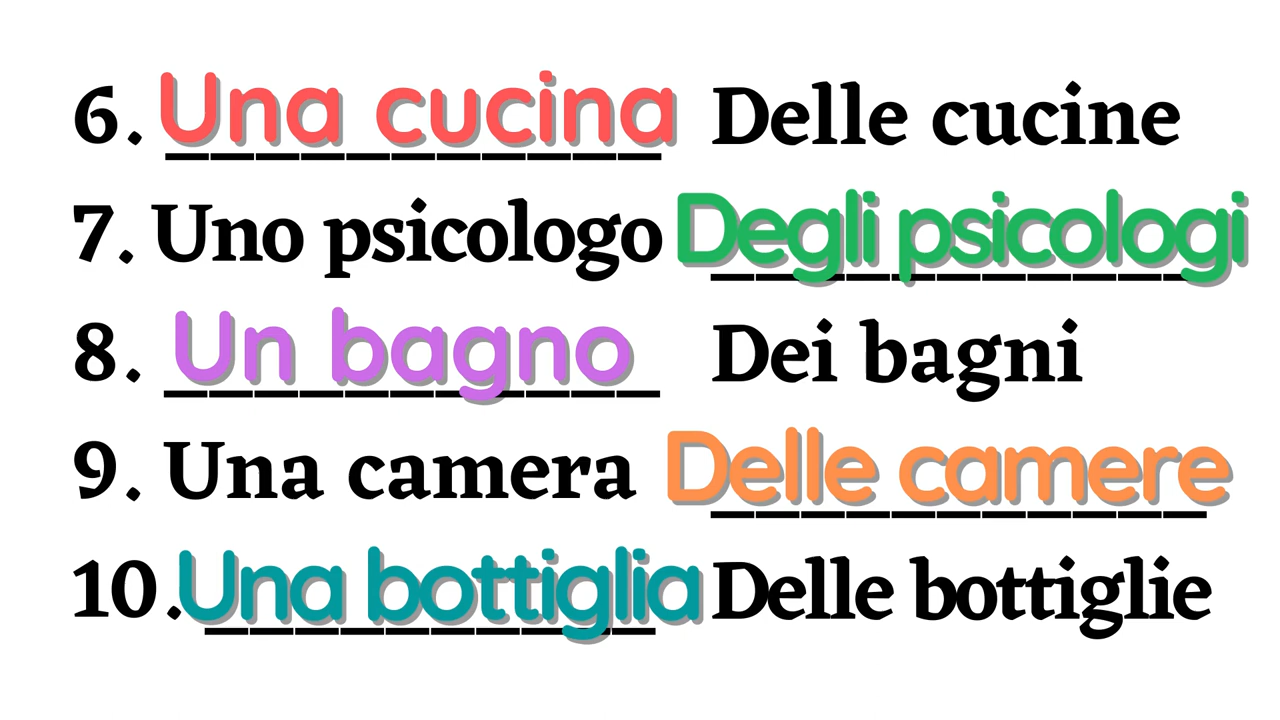 6. Una cucina Delle cucine
7. Uno psicologo Degli psicologi
8. Un bagno Dei bagni
9. Una camera Delle camere
10. Una bottiglia Delle bottiglie